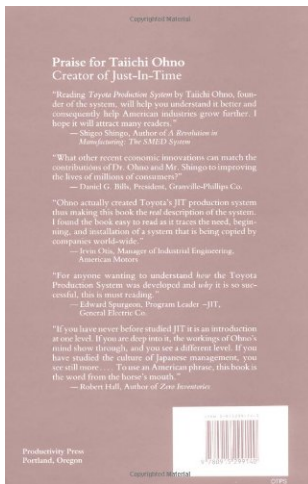 Copyrighted Material
Praise for Taiichi Ohno
Creator of Just-In-Time
"Reading Toyota Production System by Taiichi Ohno, foun-
der of the system, will help you understand it better and
consequently help American industries grow further. I
hope it will attract many readers."
— Shigeo Shingo, Author of A Revolution in
Manufacturing: The SMED System
"What other recent economic innovations can match the
contributions of Dr. Ohno and Mr. Shingo to improving
the lives of millions of consumers?"
— Daniel G. Bills, President, Granville-Phillips Co.
"Ohno actually created Toyota's JIT production system
thus making this book the real description of the system.
I found the book easy to read as it traces the need, begin-
ning, and installation of a system that is being copied by
companies world-wide."
— Irvin Otis, Manager of Industrial Engineering,
American Motors
"For anyone wanting to understand how the Toyota
Production System was developed and why it is so suc-
cessful, this is must reading."
— Edward Spurgeon, Program Leader –JIT,
General Electric Co.
"If you have never before studied JIT it is an introduction
at one level. If you are deep into it, the workings of Ohno's
mind show through, and you see a different level. If you
have studied the culture of Japanese management, you
see still more. . . . To use an American phrase, this book is
the word from the horse's mouth."
— Robert Hall, Author of Zero Inventories
Productivity Press
Portland, Oregon
9 780915 299140
OTPS
Copyrighted Material